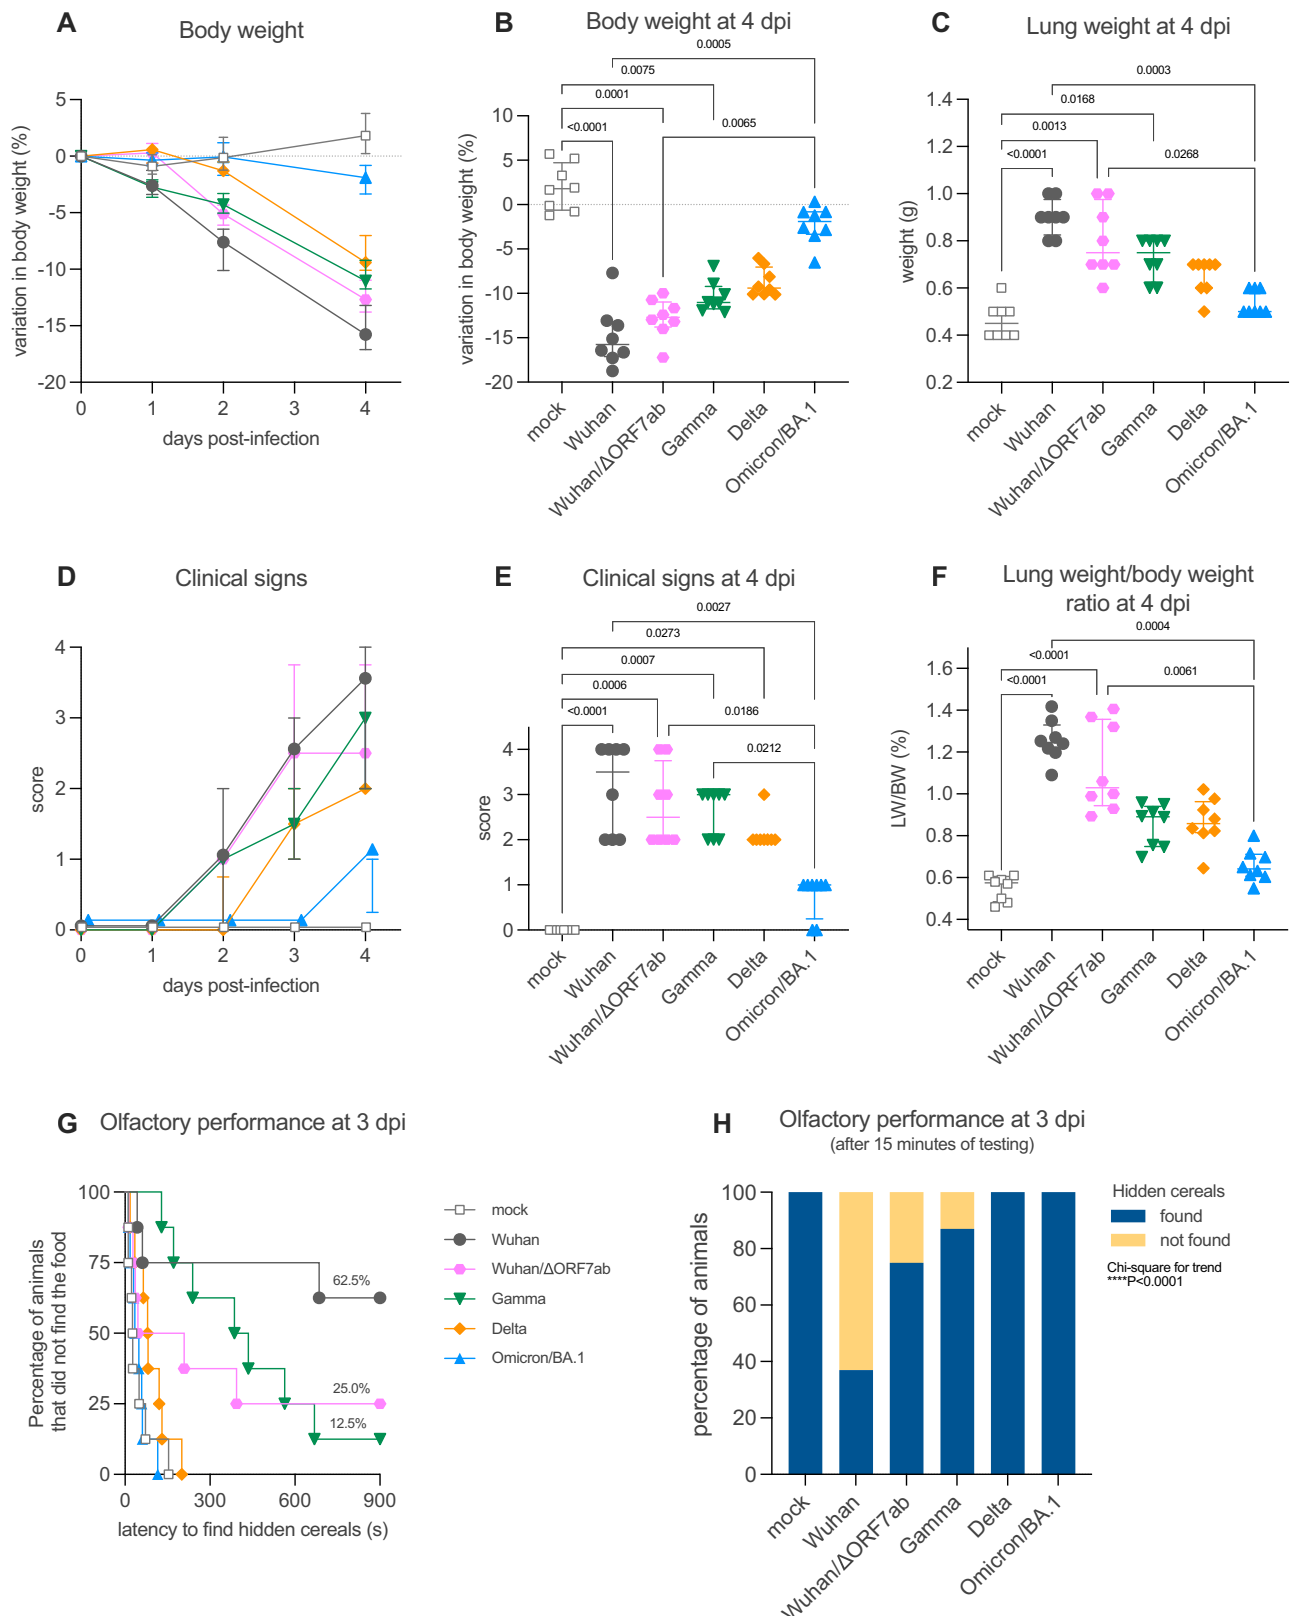 A
Body weight
variation in body weight (%)
5
0
-5
-10
-15
-20
0 1 2 3 4
days post-infection
B
Body weight at 4 dpi
0.0005
0.0075
0.0001
0.0065
<0.0001
variation in body weight (%)
10
5
0
-5
-10
-15
-20
mock
Wuhan
Wuhan/ΔORF7ab
Gamma
Delta
Omicron/BA.1
C
Lung weight at 4 dpi
0.0003
0.0168
0.0013
<0.0001
0.0268
weight (g)
1.4
1.2
1.0
0.8
0.6
0.4
0.2
mock
Wuhan
Wuhan/ΔORF7ab
Gamma
Delta
Omicron/BA.1
D
Clinical signs
score
4
3
2
1
0
0 1 2 3 4
days post-infection
E
Clinical signs at 4 dpi
0.0027
0.0273
0.0007
0.0006
<0.0001
0.0186
0.0212
score
4
3
2
1
0
mock
Wuhan
Wuhan/ΔORF7ab
Gamma
Delta
Omicron/BA.1
F
Lung weight/body weight
ratio at 4 dpi
0.0004
<0.0001
<0.0001
0.0061
LW/BW (%)
1.6
1.4
1.2
1.0
0.8
0.6
0.4
mock
Wuhan
Wuhan/ΔORF7ab
Gamma
Delta
Omicron/BA.1
G
Olfactory performance at 3 dpi
Percentage of animals
that did not find the food
100
75
50
25
0
62.5%
25.0%
12.5%
0 300 600 900
latency to find hidden cereals (s)
mock
Wuhan
Wuhan/ΔORF7ab
Gamma
Delta
Omicron/BA.1
H
Olfactory performance at 3 dpi
(after 15 minutes of testing)
percentage of animals
100
80
60
40
20
0
mock
Wuhan
Wuhan/ΔORF7ab
Gamma
Delta
Omicron/BA.1
Hidden cereals
found
not found
Chi-square for trend
****P<0.0001